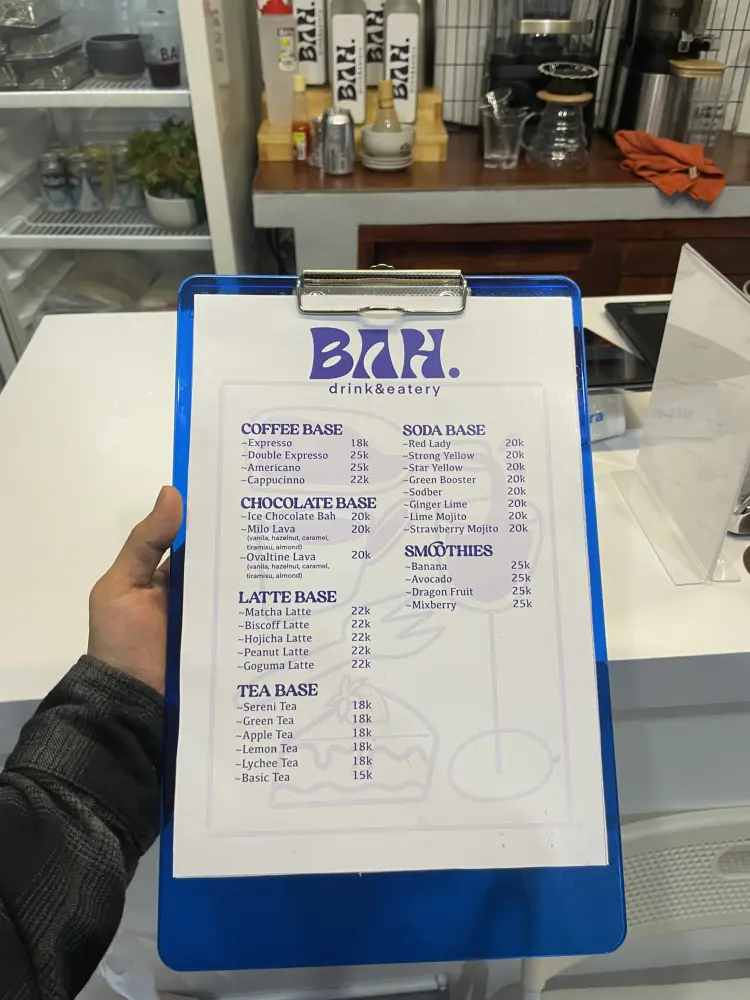 BAH.
BAH.
BAH.
BAH.
drink&eatery
COFFEE BASE
~Expresso 18k
~Double Expresso 25k
~Americano 25k
~Cappucinno 22k
CHOCOLATE BASE
~Ice Chocolate Bah 20k
~Milo Lava 20k
(vanila, hazelnut, caramel,
tiramisu, almond)
~Ovaltine Lava 20k
(vanila, hazelnut, caramel,
tiramisu, almond)
LATTE BASE
~Matcha Latte 22k
~Biscoff Latte 22k
~Hojicha Latte 22k
~Peanut Latte 22k
~Goguma Latte 22k
TEA BASE
~Sereni Tea 18k
~Green Tea 18k
~Apple Tea 18k
~Lemon Tea 18k
~Lychee Tea 18k
~Basic Tea 15k
SODA BASE
~Red Lady 20k
~Strong Yellow 20k
~Star Yellow 20k
~Green Booster 20k
~Sodber 20k
~Ginger Lime 20k
~Lime Mojito 20k
~Strawberry Mojito 20k
SMOOTHIES
~Banana 25k
~Avocado 25k
~Dragon Fruit 25k
~Mixberry 25k